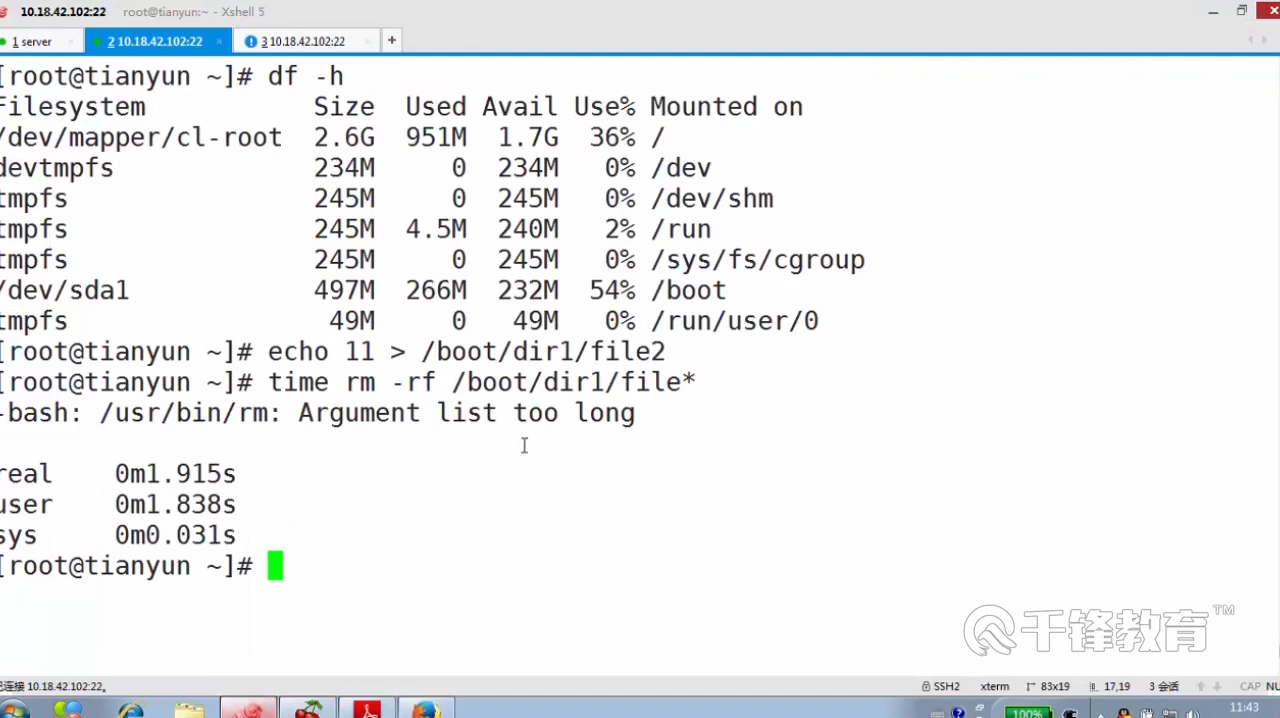 10.18.42.102:22 root@tianyun:~ - Xshell 5
1 server 2 10.18.42.102:22 3 10.18.42.102:22 +
[root@tianyun ~]# df -h
Filesystem Size Used Avail Use% Mounted on
/dev/mapper/cl-root 2.6G 951M 1.7G 36% /
devtmpfs 234M 0 234M 0% /dev
tmpfs 245M 0 245M 0% /dev/shm
tmpfs 245M 4.5M 240M 2% /run
tmpfs 245M 0 245M 0% /sys/fs/cgroup
/dev/sda1 497M 266M 232M 54% /boot
tmpfs 49M 0 49M 0% /run/user/0
[root@tianyun ~]# echo 11 > /boot/dir1/file2
[root@tianyun ~]# time rm -rf /boot/dir1/file*
-bash: /usr/bin/rm: Argument list too long
real 0m1.915s
user 0m1.838s
sys 0m0.031s
[root@tianyun ~]#
千锋教育™
已连接 10.18.42.102:22。 SSH2 xterm 83x19 17,19 3 会话 CAP NU
100% 11:43